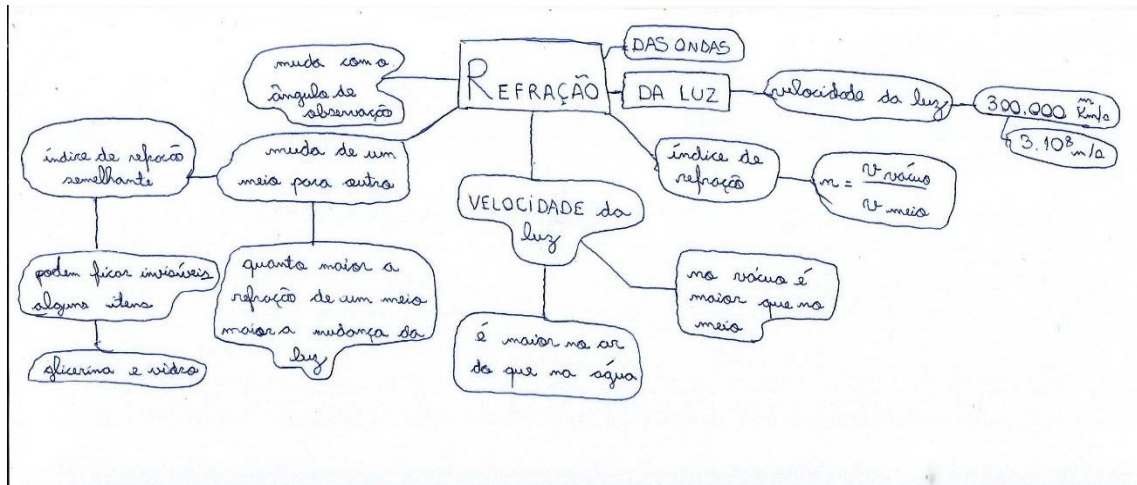 REFRAÇÃO
DAS ONDAS
DA LUZ
velocidade da luz
300.000 Km/s
3.10⁸ m/s
índice de
refração
n = v vácuo
v meio
VELOCIDADE da
luz
no vácuo é
maior que no
meio
é maior no ar
do que na água
muda com o
ângulo de
observação
muda de um
meio para outro
quanto maior a
refração de um meio
maior a mudança da
luz
índice de refração
semelhante
podem ficar invisíveis
alguns itens
glicerina e vidro